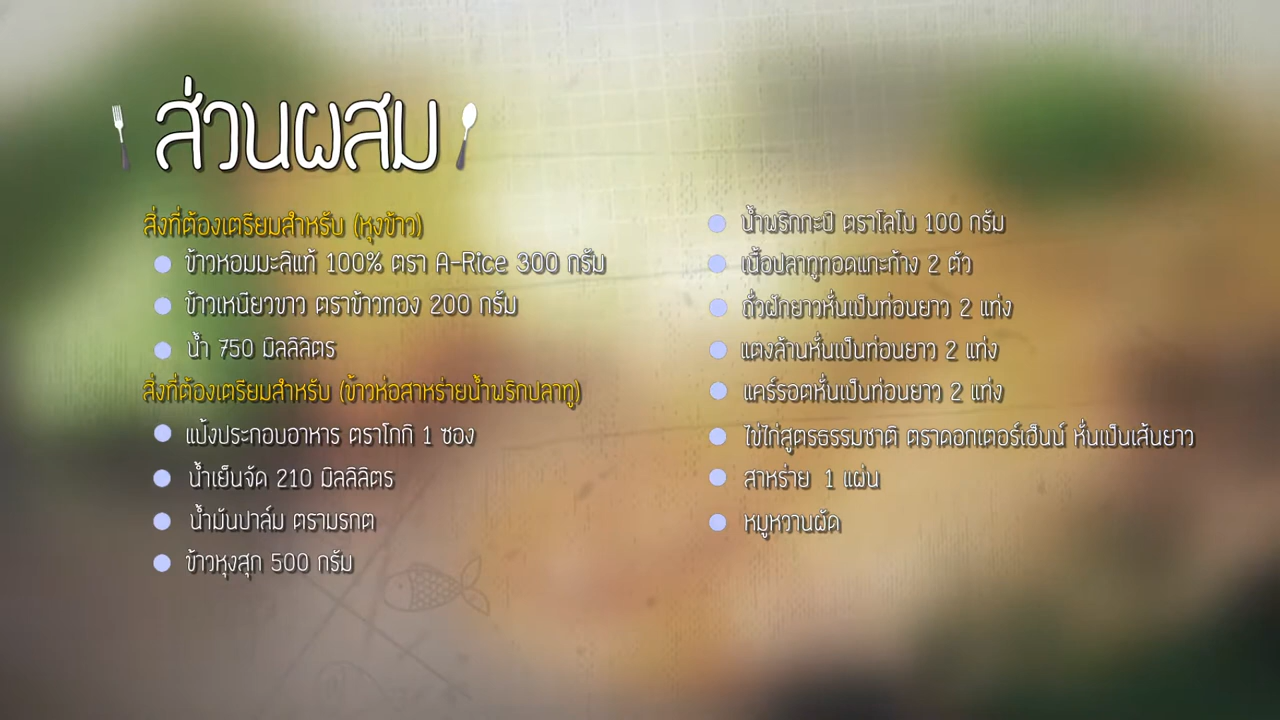 ส่วนผสม
สิ่งที่ต้องเตรียมสำหรับ (หุงข้าว)
ข้าวหอมมะลิแท้ 100% ตรา A-Rice 300 กรัม
ข้าวเหนียวขาว ตราข้าวทอง 200 กรัม
น้ำ 750 มิลลิลิตร
สิ่งที่ต้องเตรียมสำหรับ (ข้าวห่อสาหร่ายน้ำพริกปลาทู)
แป้งประกอบอาหาร ตราโกกิ 1 ซอง
น้ำเย็นจัด 210 มิลลิลิตร
น้ำมันปาล์ม ตรามรกต
ข้าวหุงสุก 500 กรัม
น้ำพริกกะปิ ตราโลโบ 100 กรัม
เนื้อปลาทูทอดแกะก้าง 2 ตัว
ถั่วฝักยาวหั่นเป็นท่อนยาว 2 แท่ง
แตงล้านหั่นเป็นท่อนยาว 2 แท่ง
แคร์รอตหั่นเป็นท่อนยาว 2 แท่ง
ไข่ไก่สูตรธรรมชาติ ตราดอกเตอร์เฮ็นน์ หั่นเป็นเส้นยาว
สาหร่าย 1 แผ่น
หมูหวานผัด